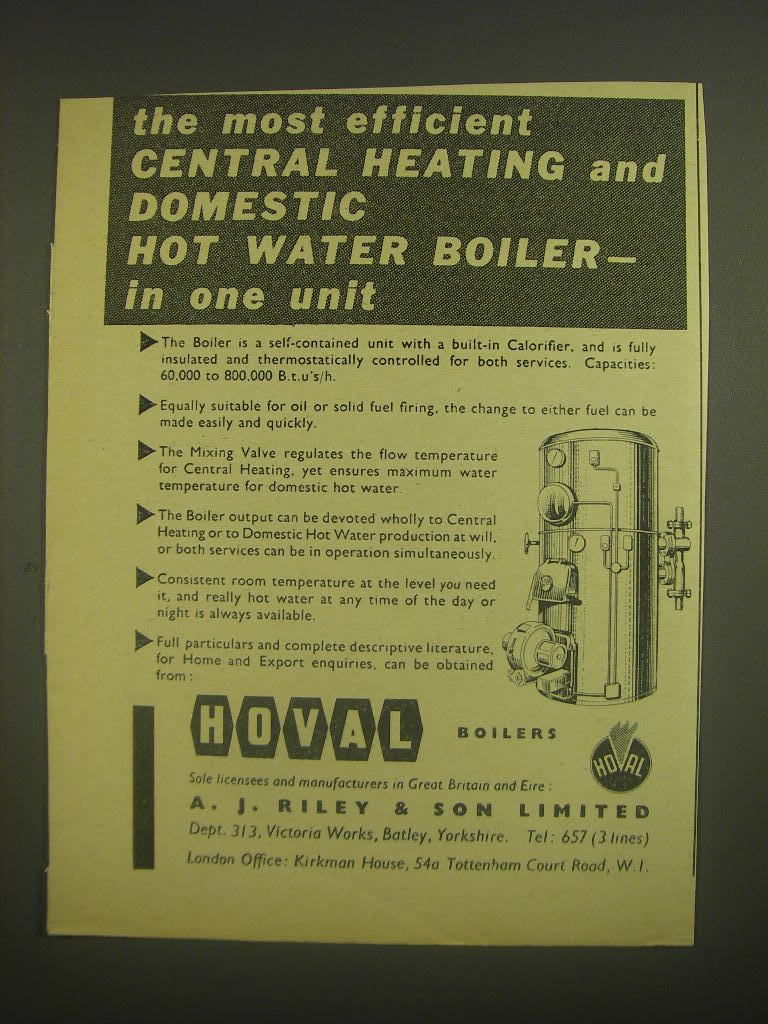 the most efficient
CENTRAL HEATING and
DOMESTIC
HOT WATER BOILER—
in one unit
The Boiler is a self-contained unit with a built-in Calorifier, and is fully
insulated and thermostatically controlled for both services. Capacities:
60,000 to 800,000 B.t.u's/h.
Equally suitable for oil or solid fuel firing, the change to either fuel can be
made easily and quickly.
The Mixing Valve regulates the flow temperature
for Central Heating, yet ensures maximum water
temperature for domestic hot water.
The Boiler output can be devoted wholly to Central
Heating or to Domestic Hot Water production at will,
or both services can be in operation simultaneously.
Consistent room temperature at the level you need
it, and really hot water at any time of the day or
night is always available.
Full particulars and complete descriptive literature,
for Home and Export enquiries, can be obtained
from:
HOVAL BOILERS
HOVAL
Sole licensees and manufacturers in Great Britain and Eire:
A. J. RILEY & SON LIMITED
Dept. 313, Victoria Works, Batley, Yorkshire. Tel: 657 (3 lines)
London Office: Kirkman House, 54a Tottenham Court Road, W.1.